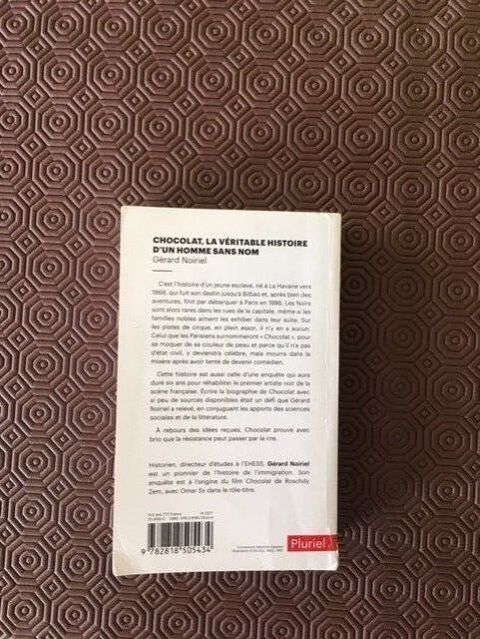 CHOCOLAT, LA VÉRITABLE HISTOIRE
D'UN HOMME SANS NOM
Gérard Noiriel
C'est l'histoire d'un jeune esclave, né à La Havane vers
1868, qui fuit son destin jusqu'à Bilbao et, après bien des
aventures, finit par débarquer à Paris en 1886. Les Noirs
sont alors rares dans les rues de la capitale, même si les
familles nobles aiment les exhiber dans leur suite. Sur
les pistes de cirque, en plein essor, il n'y en a aucun.
Celui que les Parisiens surnommeront « Chocolat », pour
se moquer de sa couleur de peau et parce qu'il n'a pas
d'état civil, y deviendra célèbre, mais mourra dans la
misère après avoir tenté de devenir comédien.
Cette histoire est aussi celle d'une enquête qui aura
duré six ans pour réhabiliter le premier artiste noir de la
scène française. Écrire la biographie de Chocolat avec
si peu de sources disponibles était un défi que Gérard
Noiriel a relevé, en conjuguant les apports des sciences
sociales et de la littérature.
À rebours des idées reçues, Chocolat prouve avec
brio que la résistance peut passer par le rire.
Historien, directeur d'études à l'EHESS, Gérard Noiriel
est un pionnier de l'histoire de l'immigration. Son
enquête est à l'origine du film Chocolat de Roschdy
Zem, avec Omar Sy dans le rôle-titre.
9 782818 505434
Pluriel